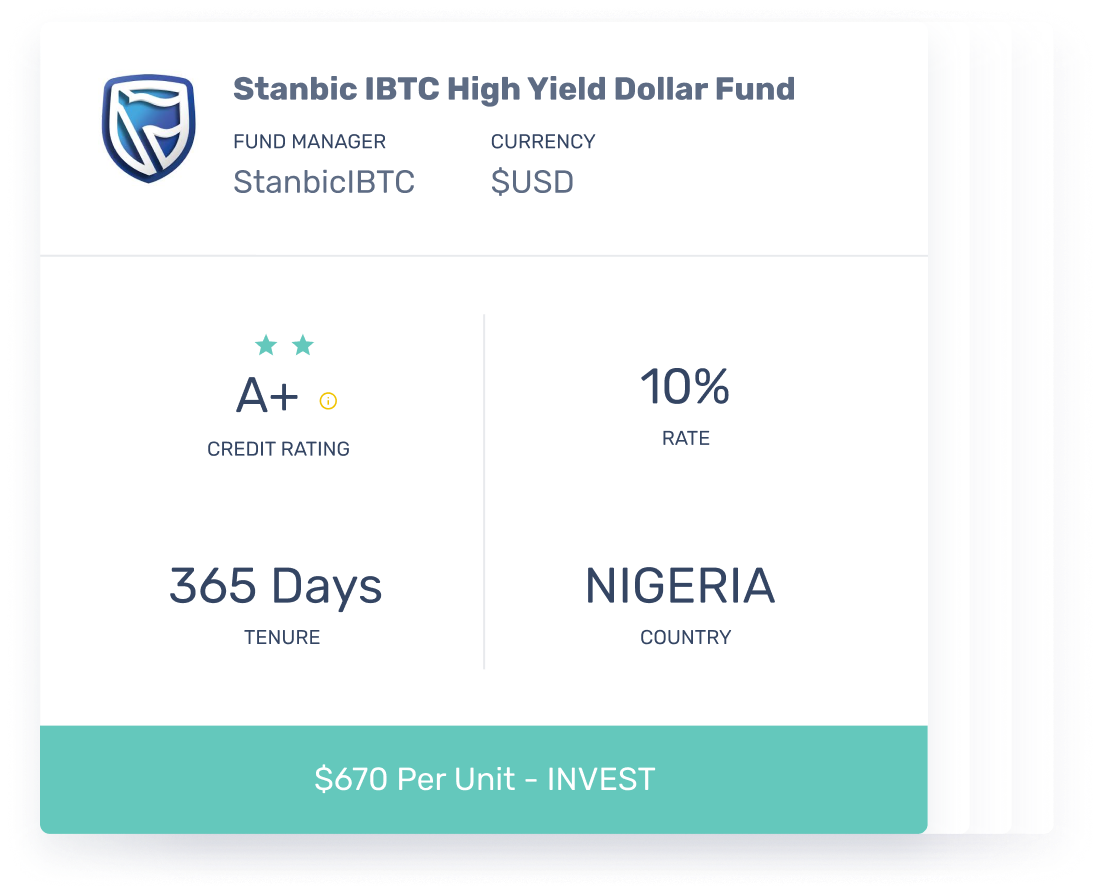 Stanbic IBTC High Yield Dollar Fund
FUND MANAGER
StanbicIBTC
CURRENCY
$USD
A+
CREDIT RATING
10%
RATE
365 Days
TENURE
NIGERIA
COUNTRY
$670 Per Unit - INVEST